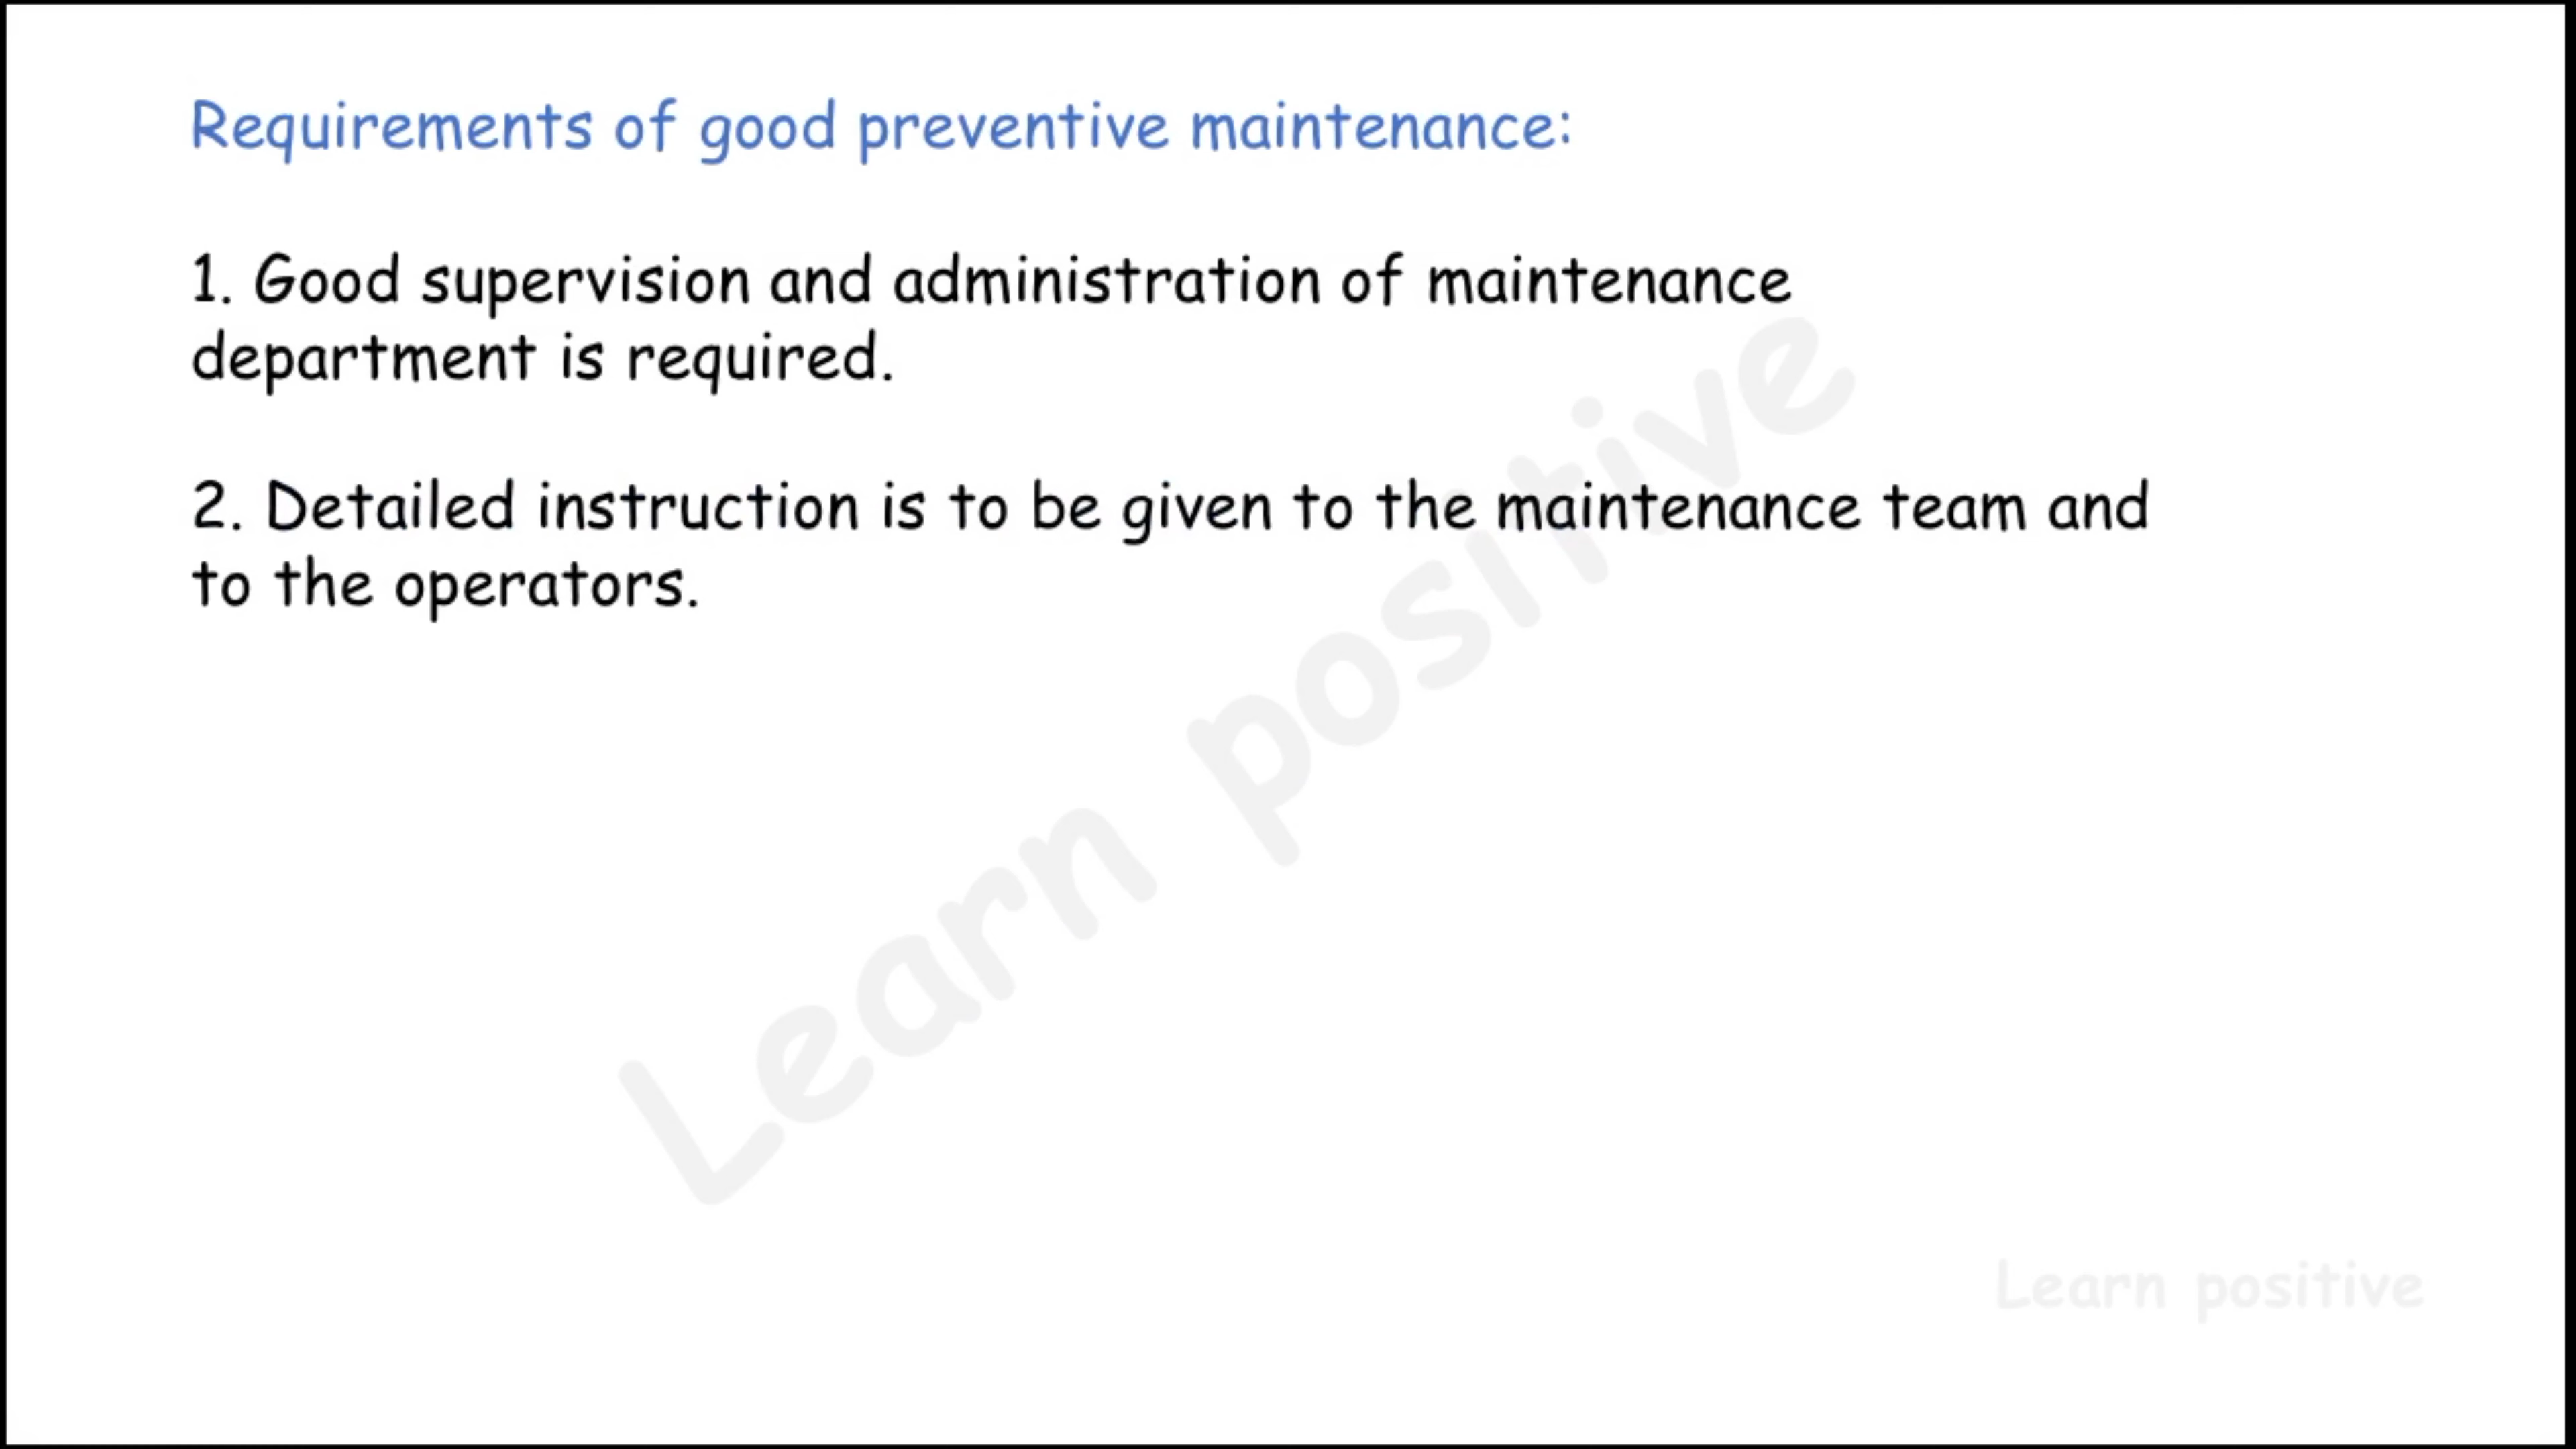 Requirements of good preventive maintenance:
1. Good supervision and administration of maintenance
department is required.
2. Detailed instruction is to be given to the maintenance team and
to the operators.
Learn positive
Learn positive